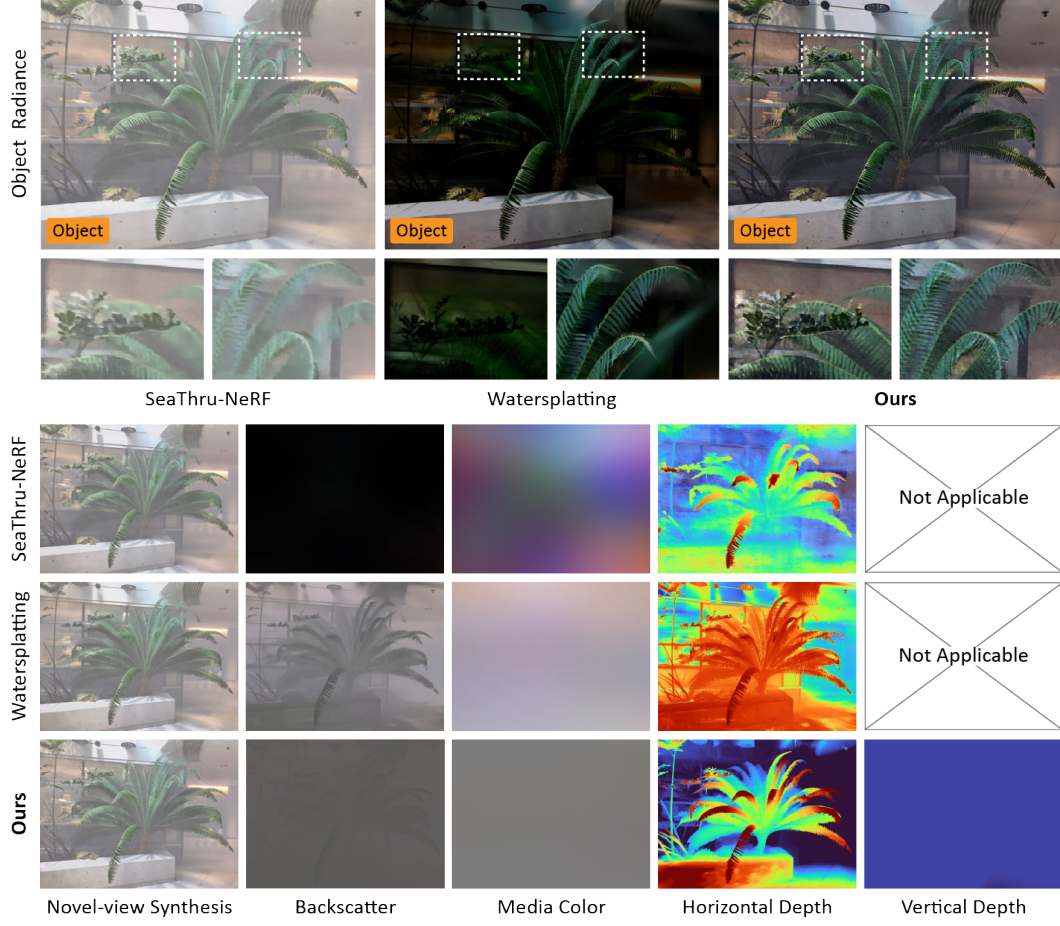 Object Radiance
Object
Object
Object
SeaThru-NeRF
Watersplatting
Ours
SeaThru-NeRF
Not Applicable
Watersplatting
Not Applicable
Ours
Novel-view Synthesis
Backscatter
Media Color
Horizontal Depth
Vertical Depth